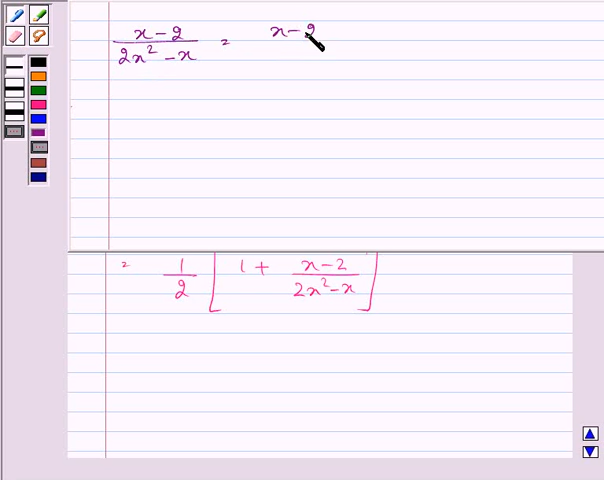 (x-2)/(2x² - x) = x-2
= 1/2 [ 1 + (x-2)/(2x² - x) ]